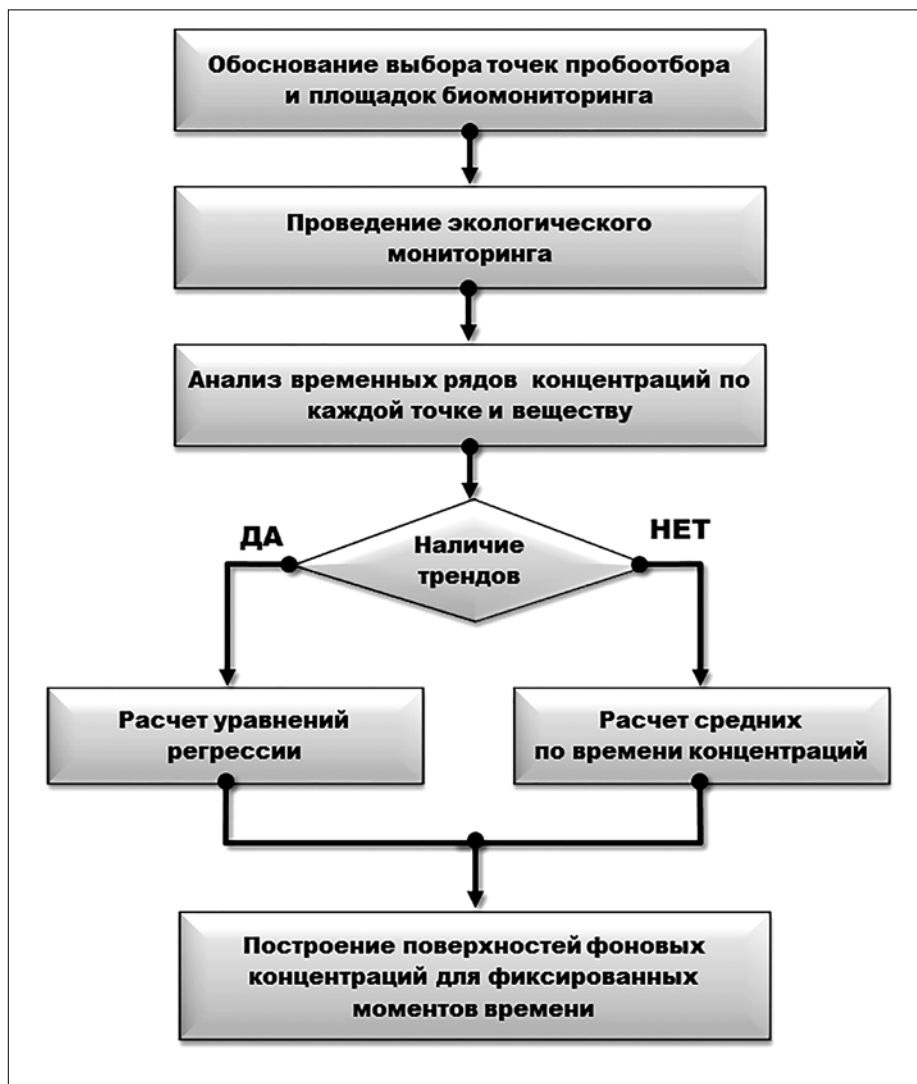 Обоснование выбора точек пробоотбора
и площадок биомониторинга
Проведение экологического
мониторинга
Анализ временных рядов концентраций по
каждой точке и веществу
ДА
НЕТ
Наличие
трендов
Расчет уравнений
регрессии
Расчет средних
по времени концентраций
Построение поверхностей фоновых
концентраций для фиксированных
моментов времени